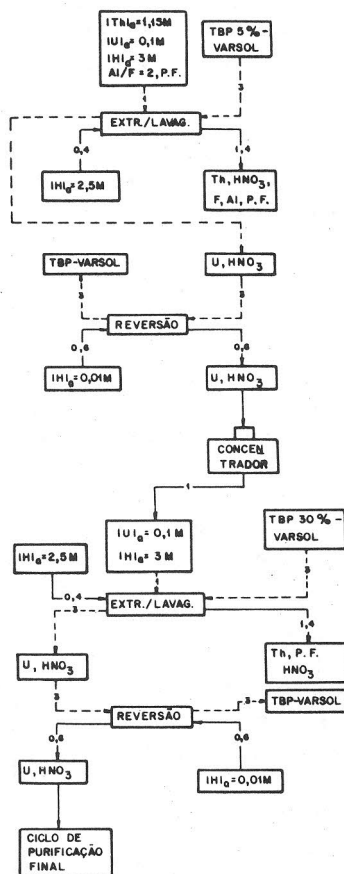 |Th|a=1,15M
|U|a=0,1M
|H|a=3M
Al/F=2, P.F.
TBP 5%-
VARSOL
3
1
EXTR./LAVAG.
0,4
1,4
|H|a=2,5M
Th, HNO3,
F, Al, P.F.
TBP-VARSOL
U, HNO3
3
3
REVERSÃO
0,6
0,6
|H|a=0,01M
U, HNO3
CONCEN
TRADOR
1
|U|a=0,1M
|H|a=3M
TBP 30%-
VARSOL
|H|a=2,5M
3
1
0,4
EXTR./LAVAG.
3
1,4
U, HNO3
Th, P.F.
HNO3
3
3
TBP-VARSOL
REVERSÃO
0,6
0,6
U, HNO3
|H|a=0,01M
CICLO DE
PURIFICAÇÃO
FINAL